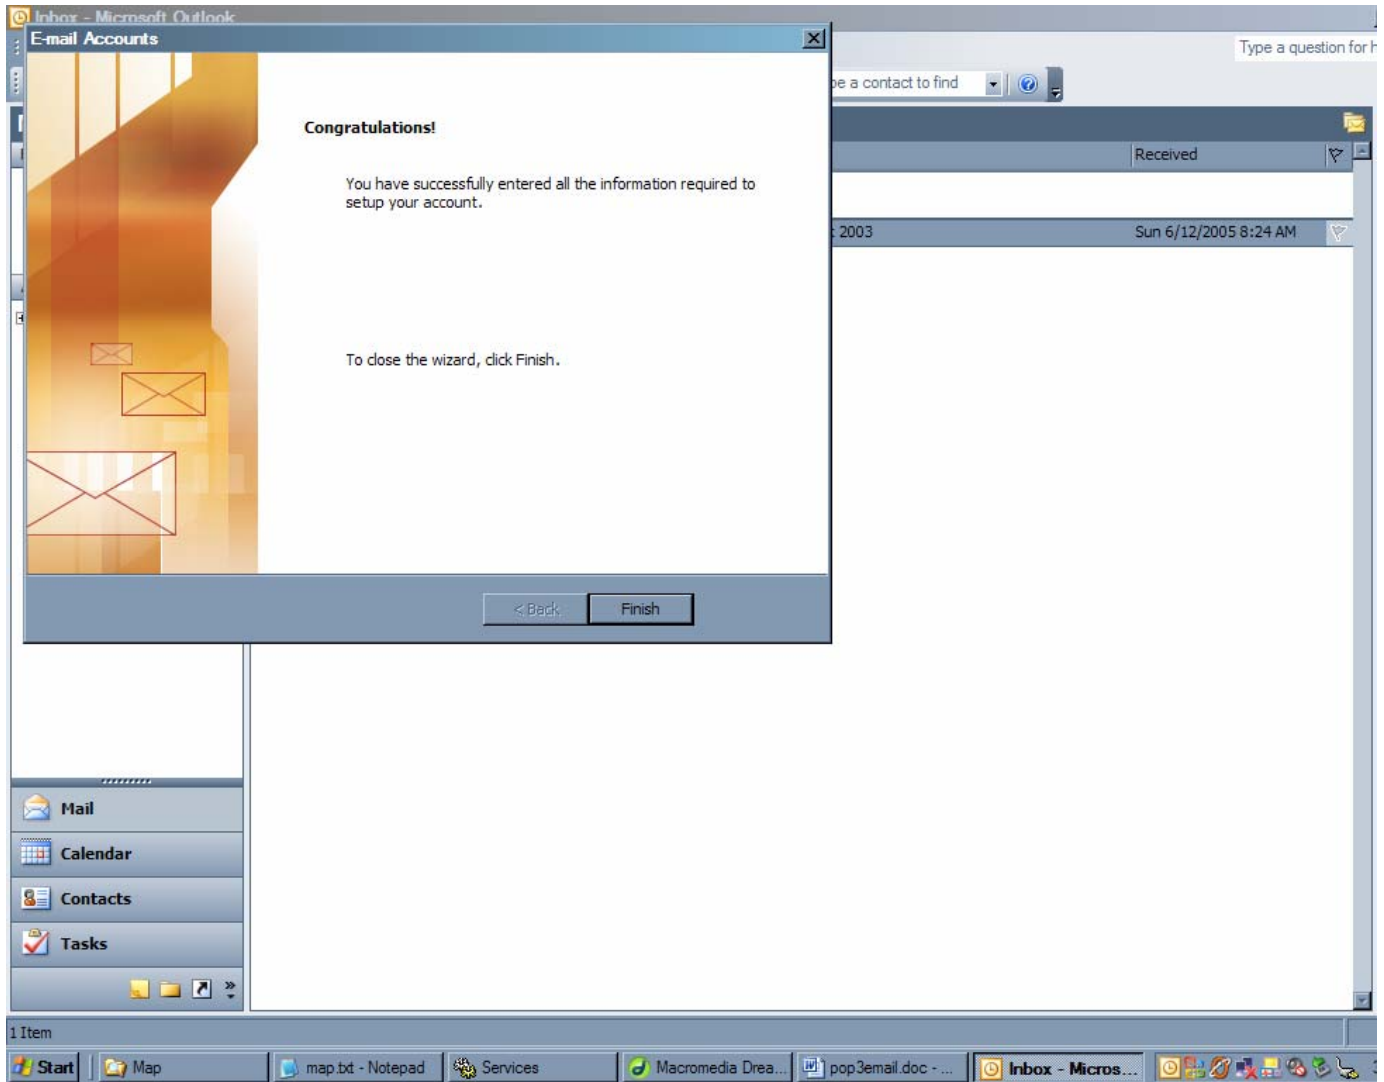 Inbox - Microsoft Outlook
E-mail Accounts
Type a question for h
be a contact to find
Congratulations!
Received
You have successfully entered all the information required to
setup your account.
2003
Sun 6/12/2005 8:24 AM
To close the wizard, click Finish.
< Back
Finish
Mail
Calendar
Contacts
Tasks
1 Item
Start
Map
map.txt - Notepad
Services
Macromedia Drea...
pop3email.doc - ...
Inbox - Micros...